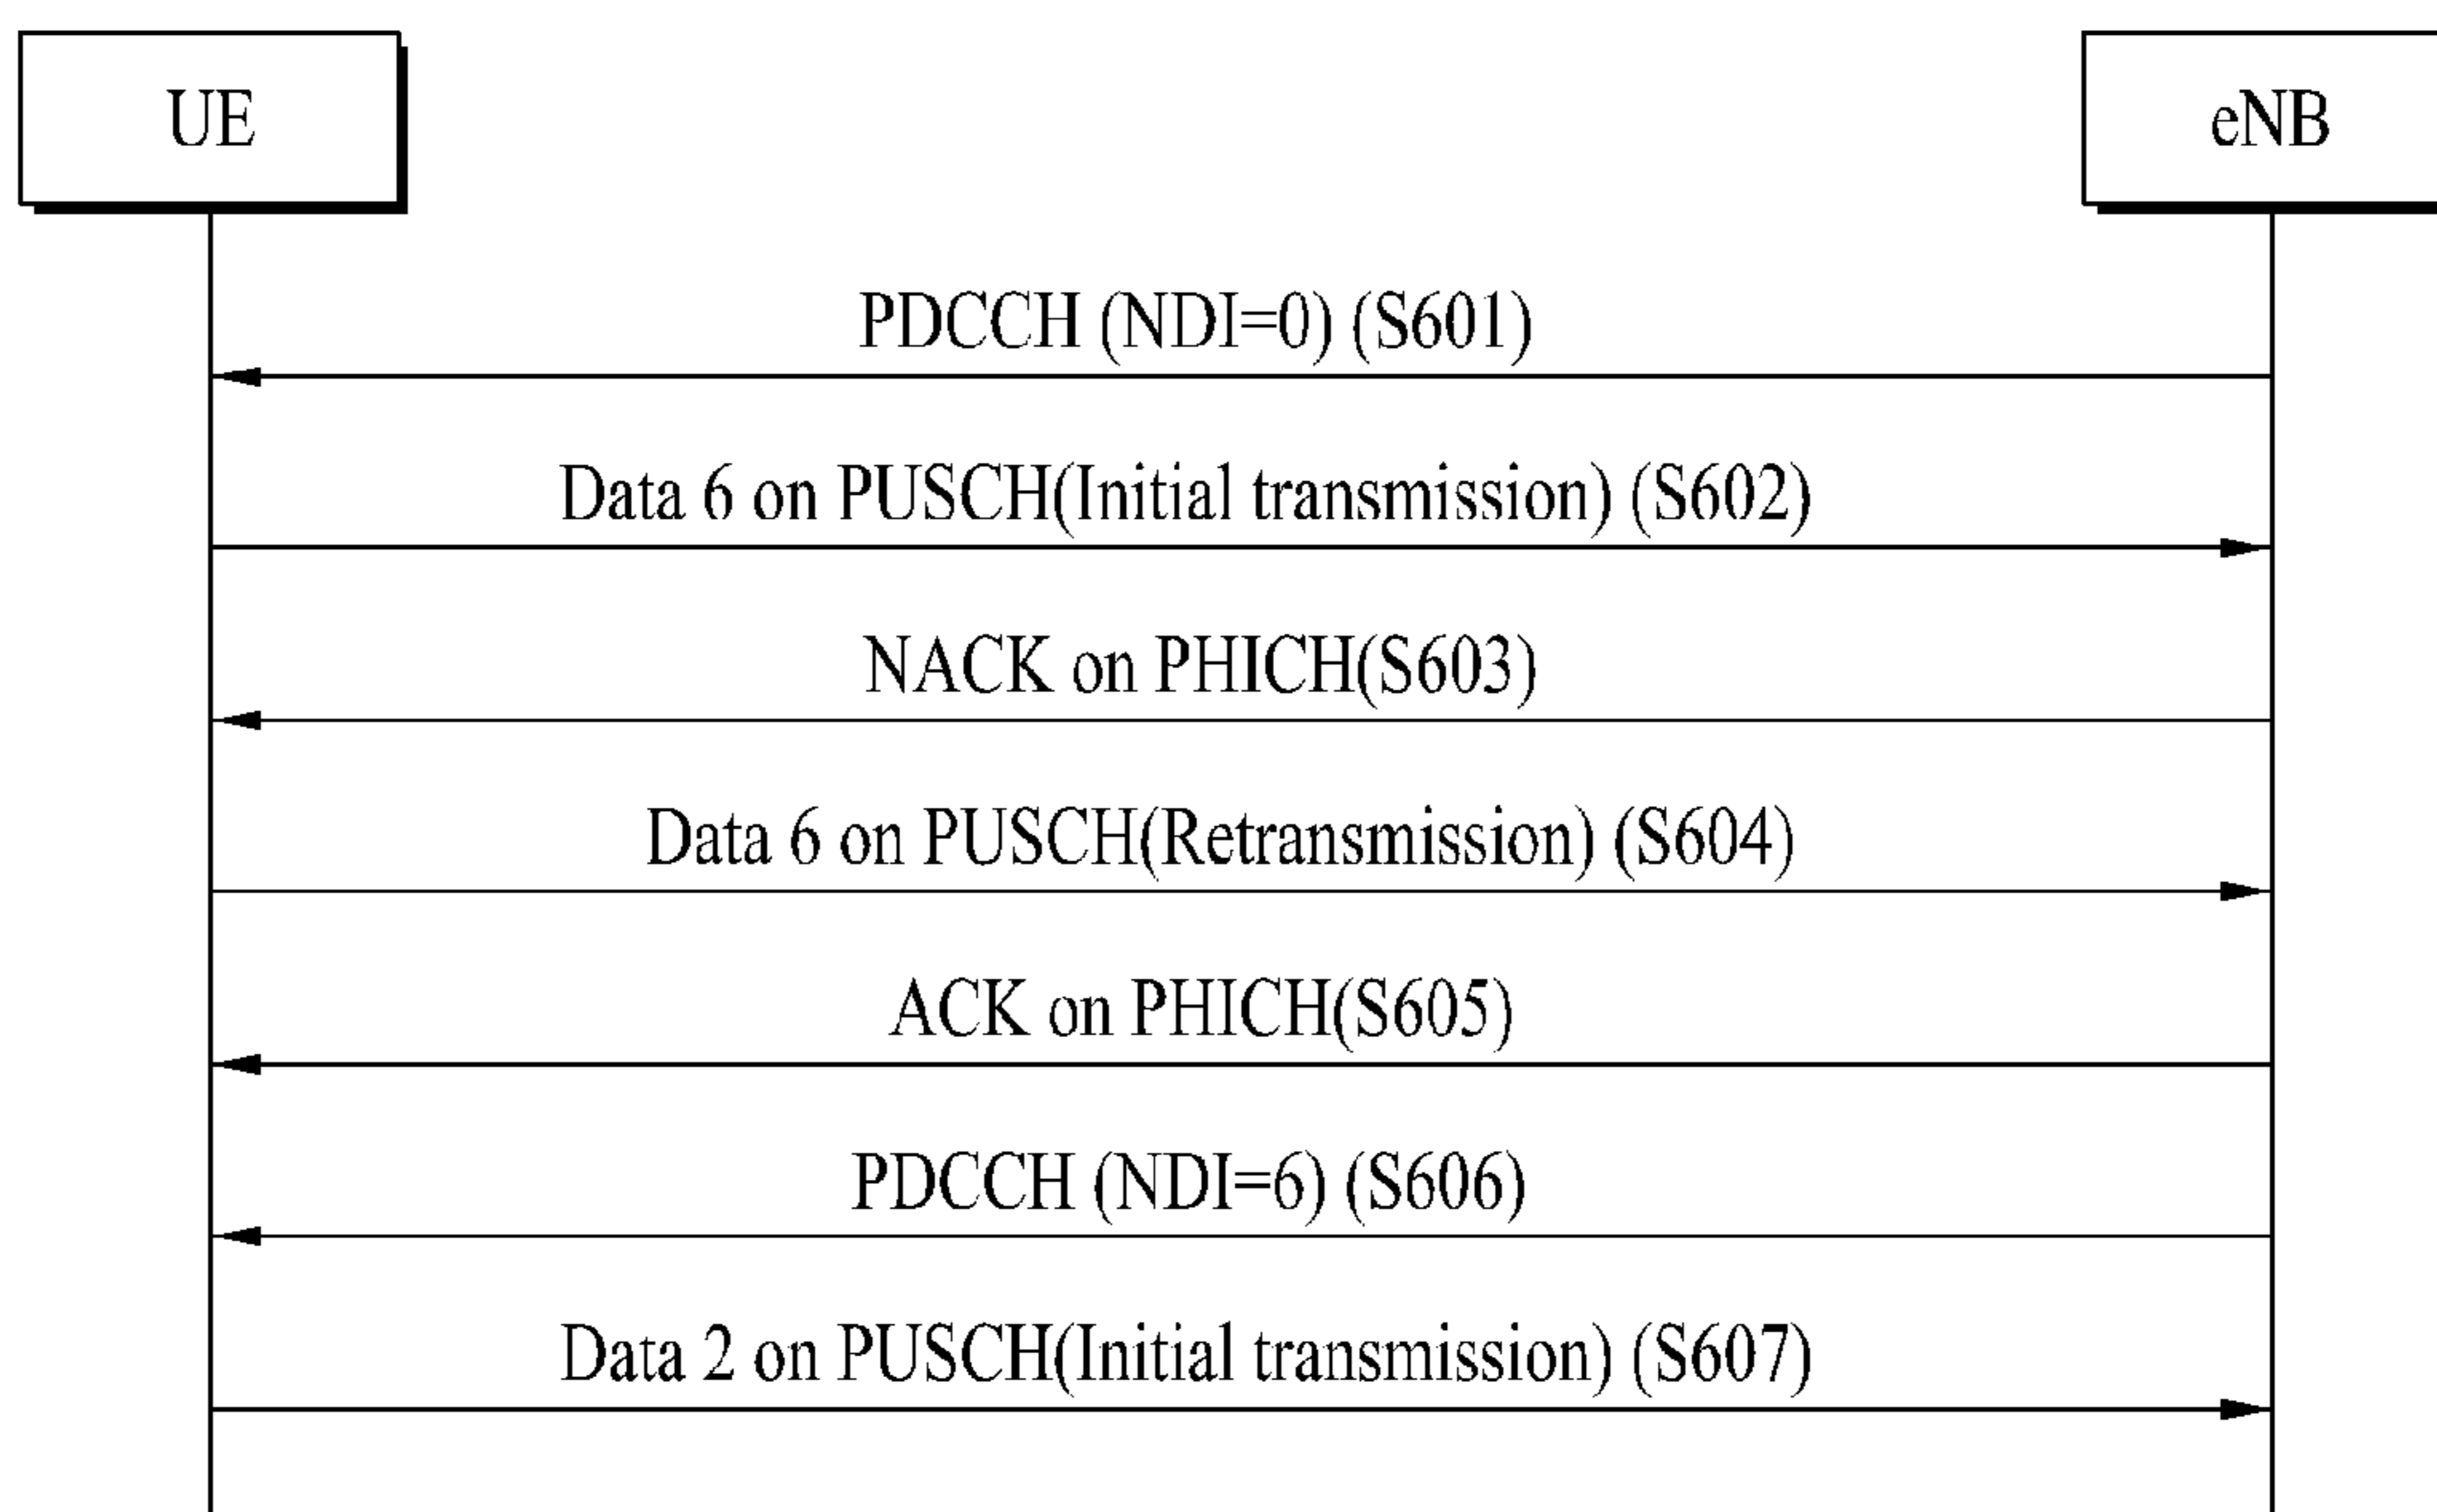 UE
eNB
PDCCH (NDI=0) (S601)
Data 6 on PUSCH(Initial transmission) (S602)
NACK on PHICH(S603)
Data 6 on PUSCH(Retransmission) (S604)
ACK on PHICH(S605)
PDCCH (NDI=6) (S606)
Data 2 on PUSCH(Initial transmission) (S607)